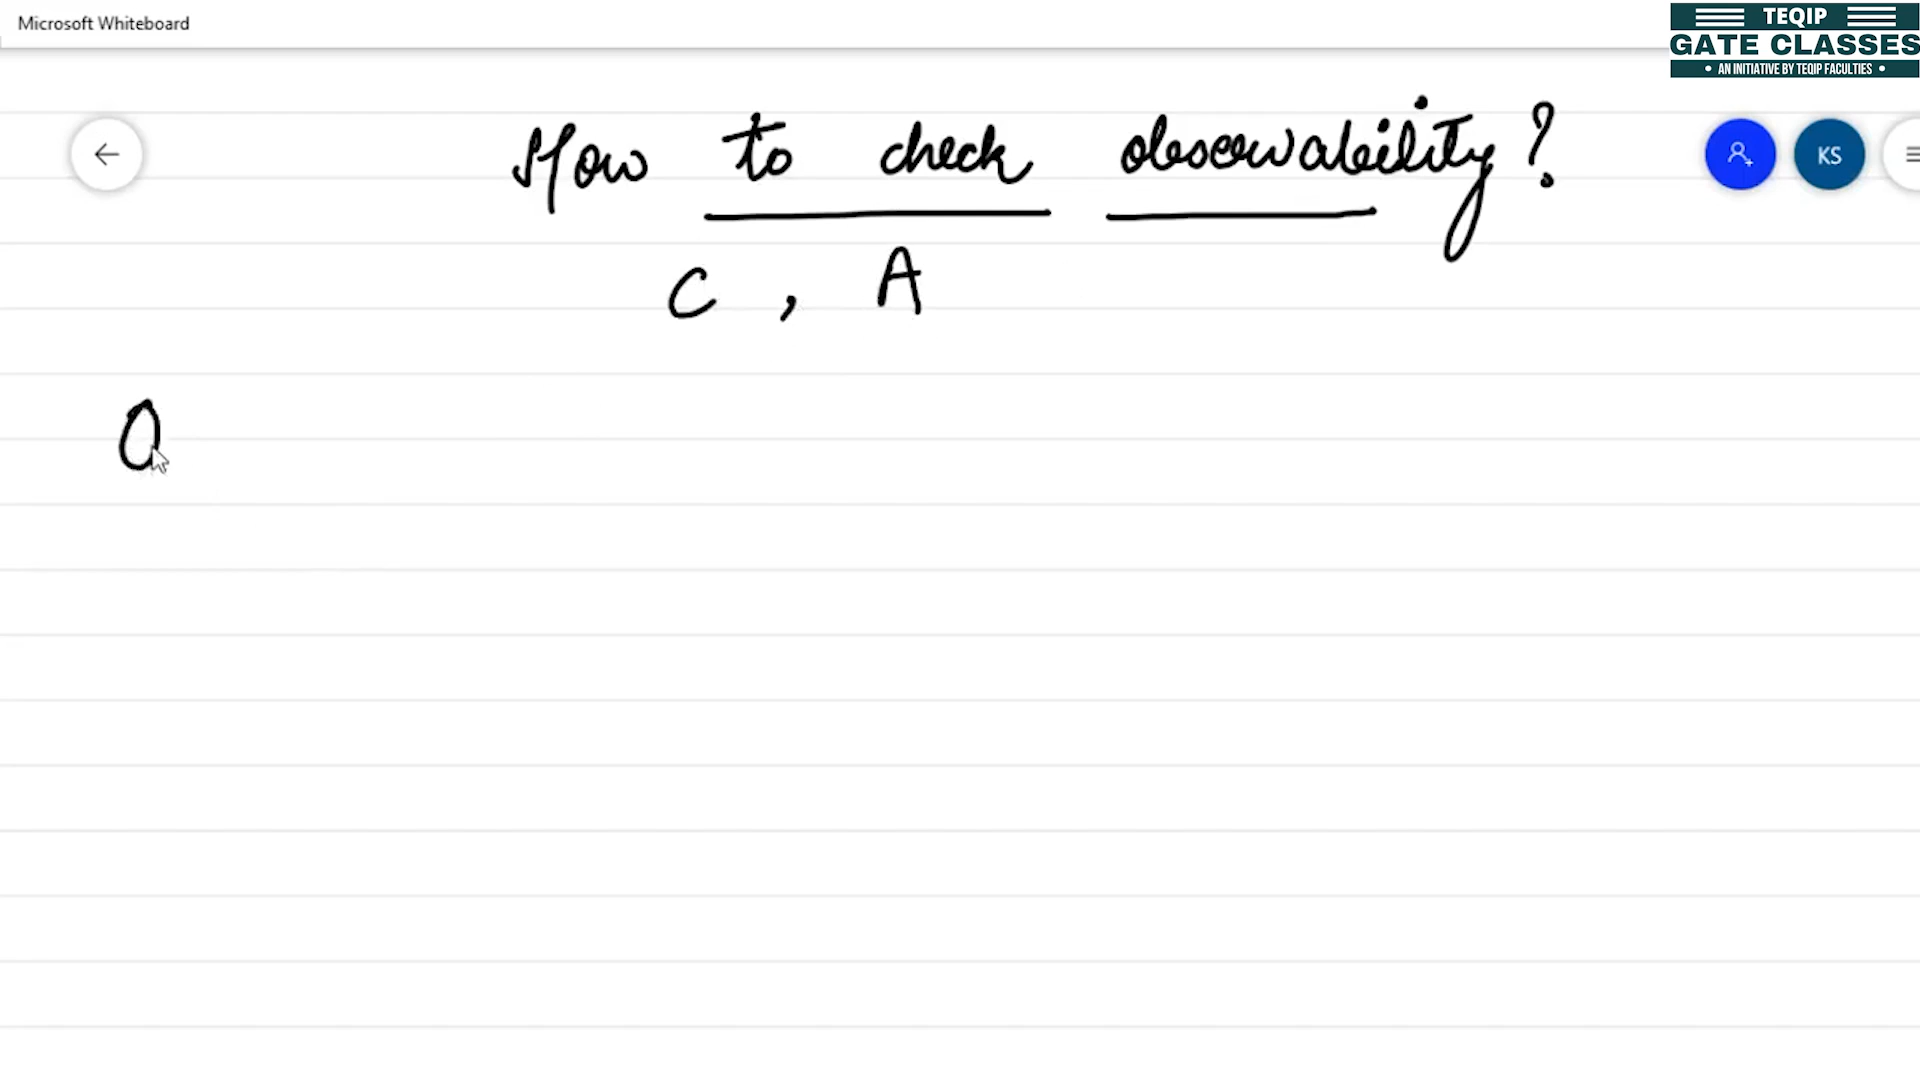 Microsoft Whiteboard
TEQIP
GATE CLASSES
• AN INITIATIVE BY TEQIP FACULTIES •
How to check observability?
KS
C , A
Q